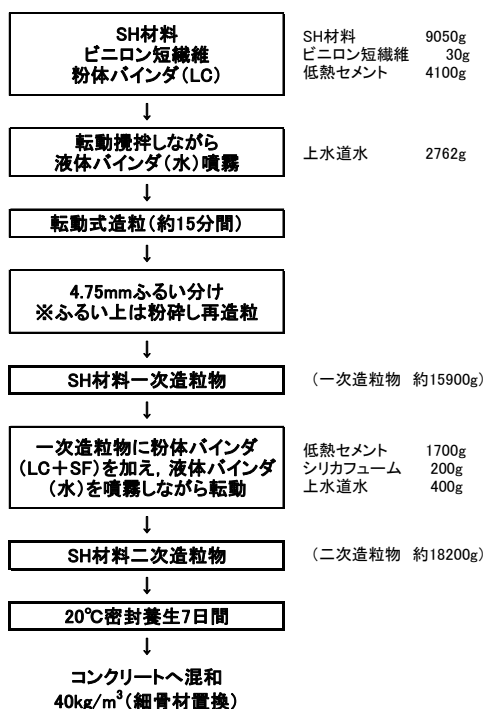 SH材料
ビニロン短繊維
粉体バインダ(LC)
SH材料 9050g
ビニロン短繊維 30g
低熱セメント 4100g
↓
転動攪拌しながら
液体バインダ(水)噴霧
上水道水 2762g
↓
転動式造粒(約15分間)
↓
4.75mmふるい分け
※ふるい上は粉砕し再造粒
↓
SH材料一次造粒物
(一次造粒物 約15900g)
↓
一次造粒物に粉体バインダ
(LC+SF)を加え,液体バインダ
(水)を噴霧しながら転動
低熱セメント 1700g
シリカフューム 200g
上水道水 400g
↓
SH材料二次造粒物
(二次造粒物 約18200g)
↓
20℃密封養生7日間
↓
コンクリートへ混和
40kg/m³(細骨材置換)